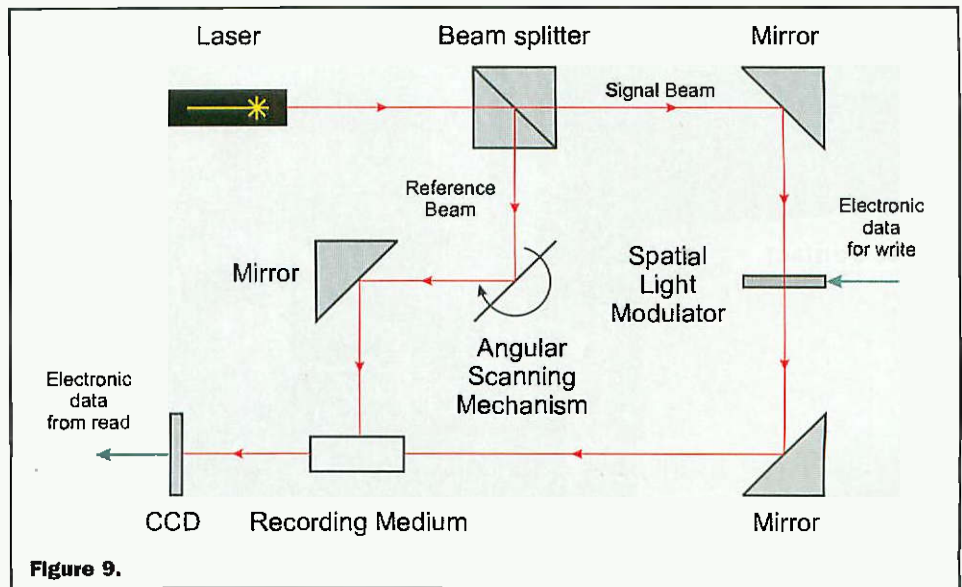 Laser
Beam splitter
Mirror
Signal Beam
Reference
Beam
Electronic
data
for write
Mirror
Spatial
Light
Modulator
Angular
Scanning
Mechanism
Electronic
data
from read
CCD
Recording Medium
Mirror
Figure 9.